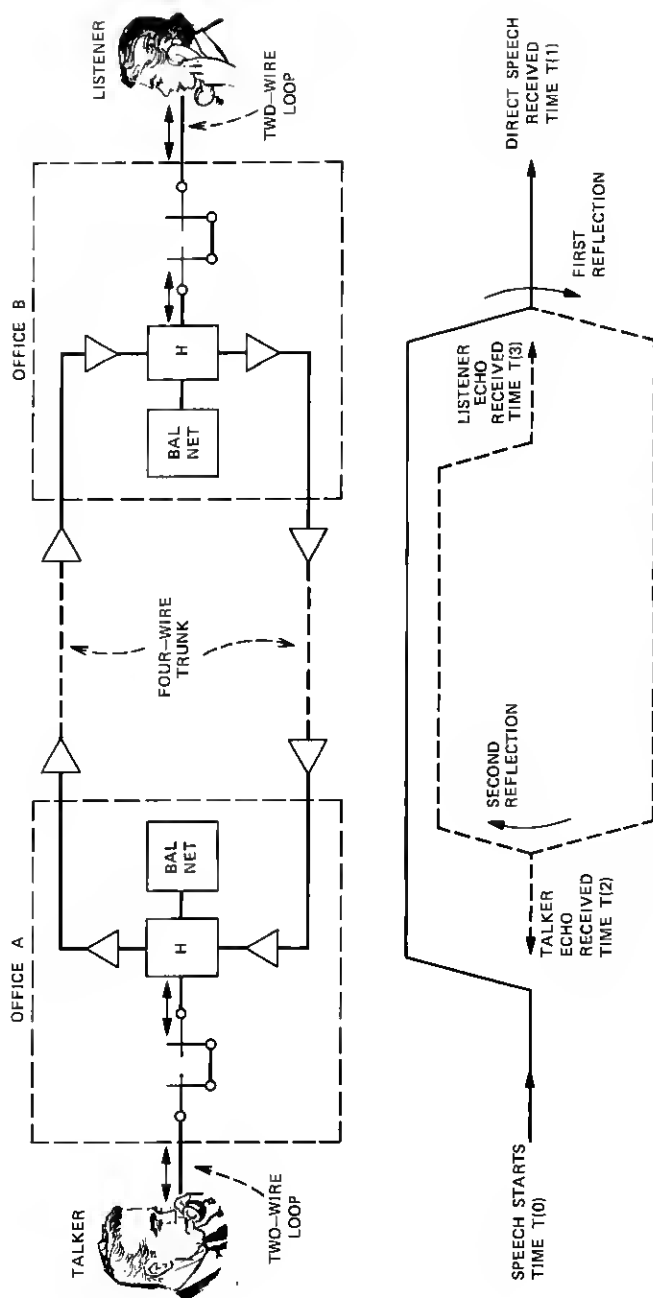 OFFICE A
OFFICE B
TALKER
LISTENER
TWO-WIRE
LOOP
H
BAL
NET
FOUR-WIRE
TRUNK
BAL
NET
H
TWD-WIRE
LOOP
SPEECH STARTS
TIME T(0)
TALKER
ECHO
RECEIVED
TIME T(2)
SECOND
REFLECTION
LISTENER
ECHO
RECEIVED
TIME T(3)
FIRST
REFLECTION
DIRECT SPEECH
RECEIVED
TIME T(1)